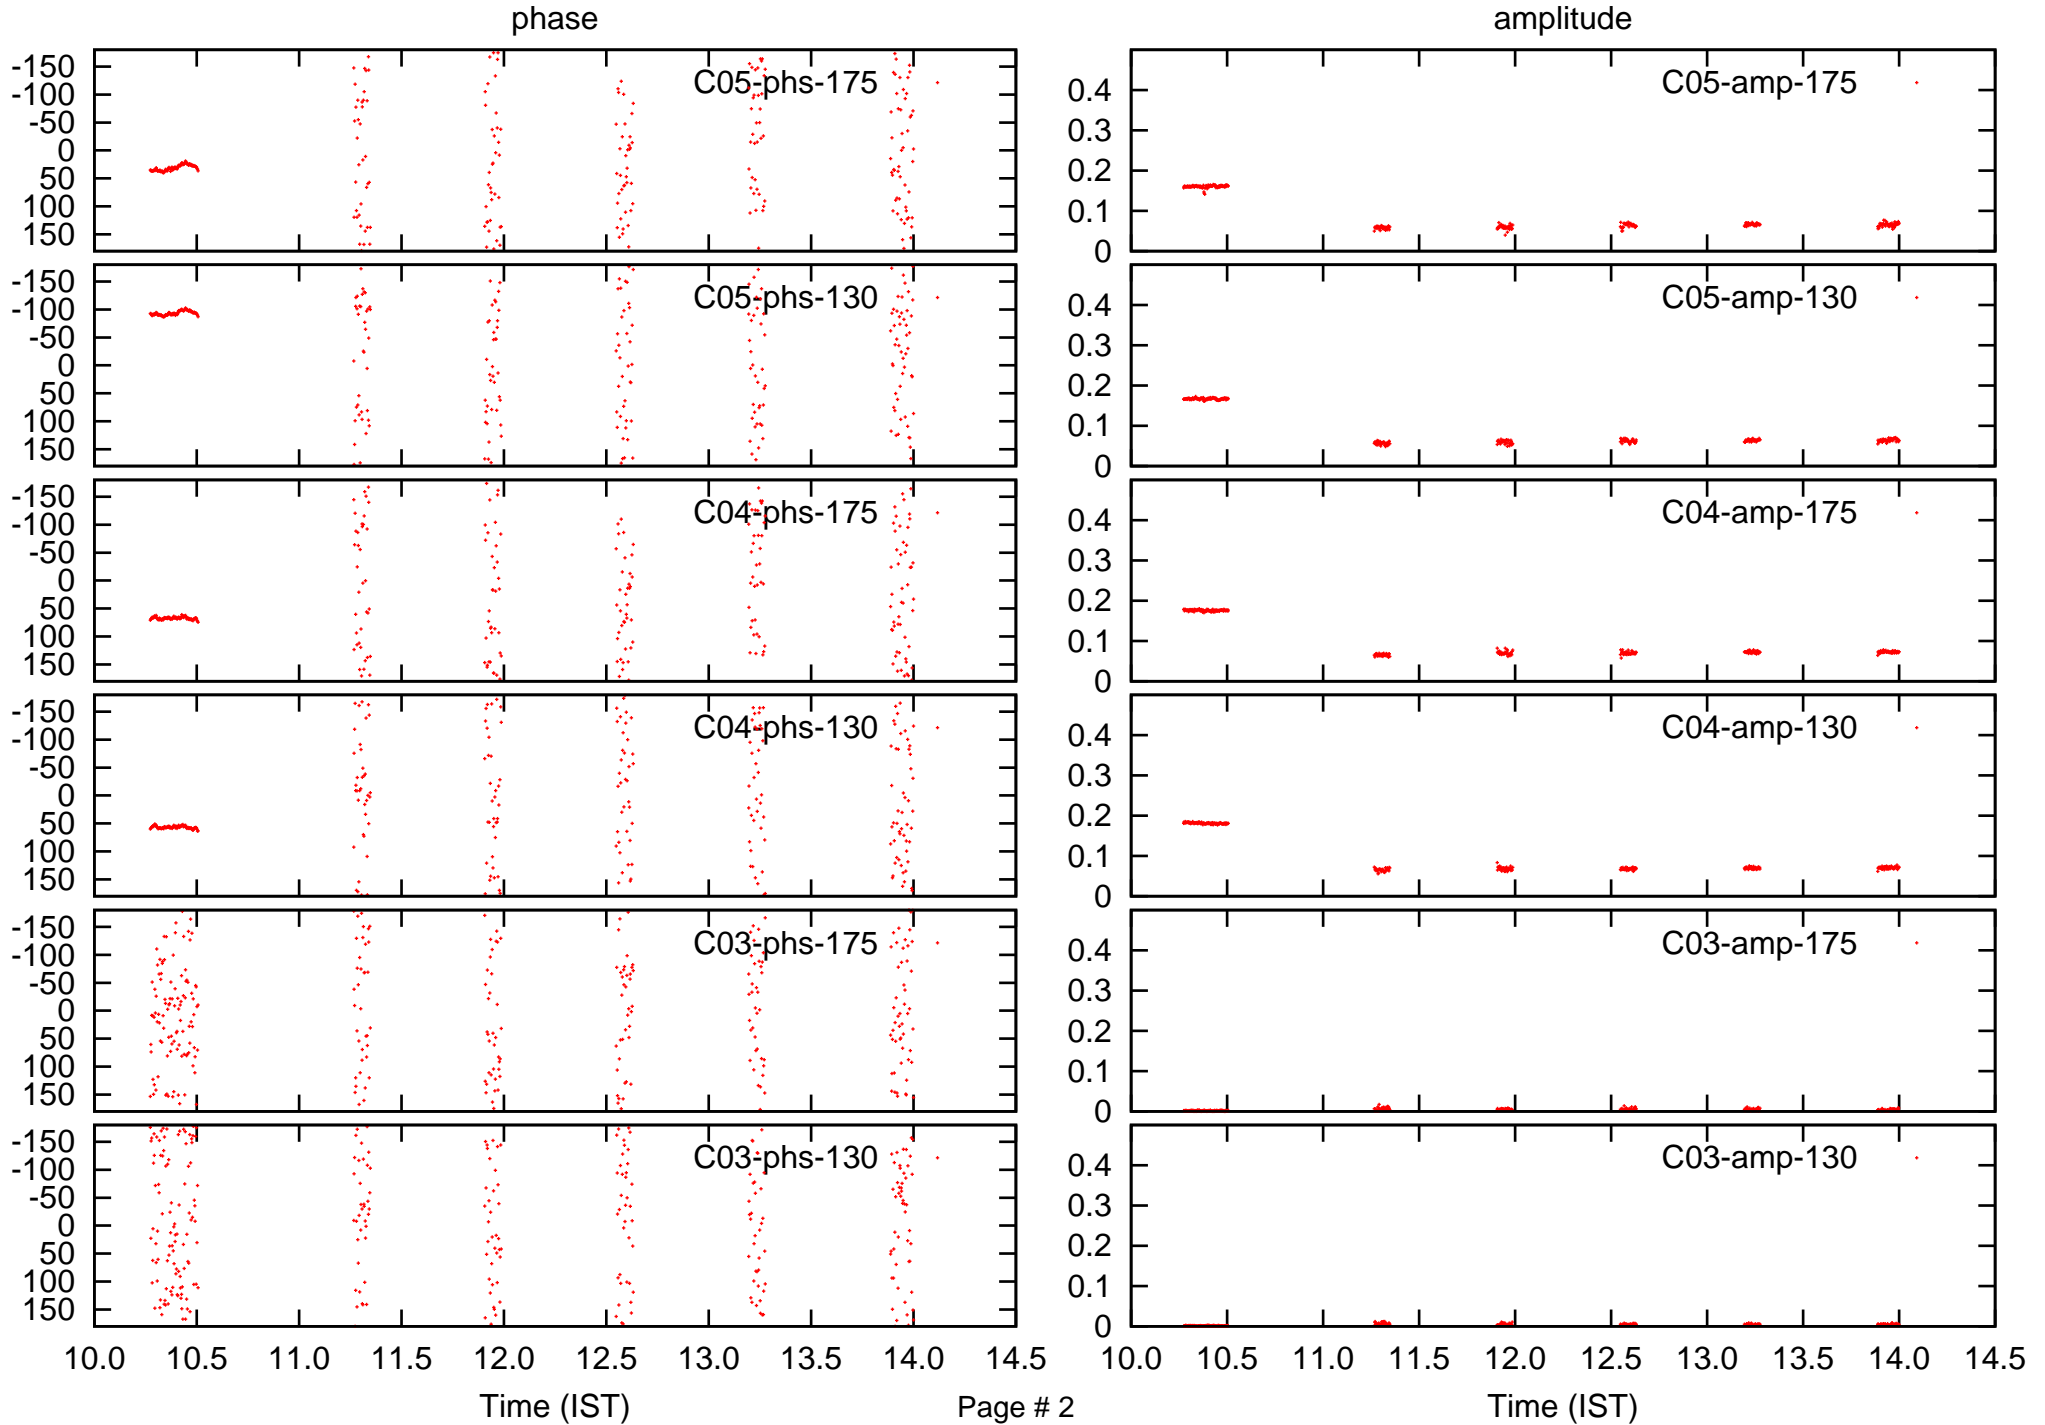 phase amplitude
-150 -100 -50 0 50 100 150 C05-phs-175 0.4 0.3 0.2 0.1 0 C05-amp-175
-150 -100 -50 0 50 100 150 C05-phs-130 0.4 0.3 0.2 0.1 0 C05-amp-130
-150 -100 -50 0 50 100 150 C04-phs-175 0.4 0.3 0.2 0.1 0 C04-amp-175
-150 -100 -50 0 50 100 150 C04-phs-130 0.4 0.3 0.2 0.1 0 C04-amp-130
-150 -100 -50 0 50 100 150 C03-phs-175 0.4 0.3 0.2 0.1 0 C03-amp-175
-150 -100 -50 0 50 100 150 C03-phs-130 0.4 0.3 0.2 0.1 0 C03-amp-130
10.0 10.5 11.0 11.5 12.0 12.5 13.0 13.5 14.0 14.5 10.0 10.5 11.0 11.5 12.0 12.5 13.0 13.5 14.0 14.5
Time (IST) Page # 2 Time (IST)